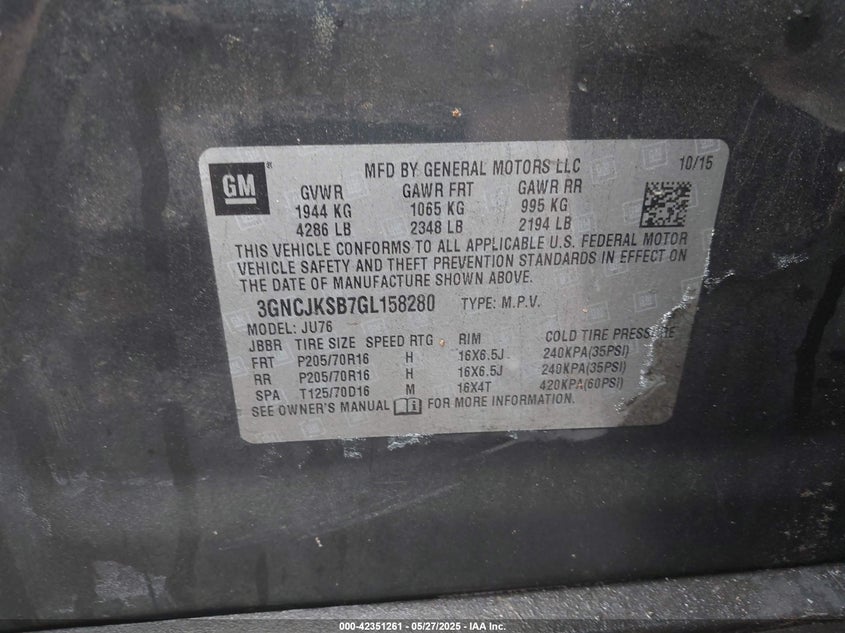 GM ®
MFD BY GENERAL MOTORS LLC 10/15
GVWR GAWR FRT GAWR RR
1944 KG 1065 KG 995 KG
4286 LB 2348 LB 2194 LB
THIS VEHICLE CONFORMS TO ALL APPLICABLE U.S. FEDERAL MOTOR
VEHICLE SAFETY AND THEFT PREVENTION STANDARDS IN EFFECT ON
THE DATE OF MANUFACTURE SHOWN ABOVE.
3GNCJKSB7GL158280 TYPE: M.P.V.
MODEL: JU76
JBBR TIRE SIZE SPEED RTG RIM COLD TIRE PRESSURE
FRT P205/70R16 H 16X6.5J 240KPA(35PSI)
RR P205/70R16 H 16X6.5J 240KPA(35PSI)
SPA T125/70D16 M 16X4T 420KPA(60PSI)
SEE OWNER'S MANUAL FOR MORE INFORMATION.
000-42351261 - 05/27/2025 - IAA Inc.